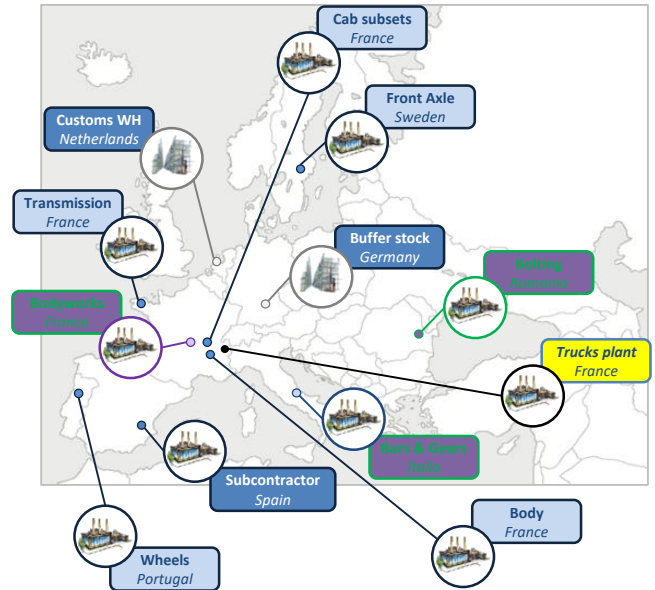 Cab subsets
France
Front Axle
Sweden
Customs WH
Netherlands
Transmission
France
Buffer stock
Germany
Bolting
Romania
Bodyworks
France
Trucks plant
France
Bars & Gears
Italia
Subcontractor
Spain
Body
France
Wheels
Portugal